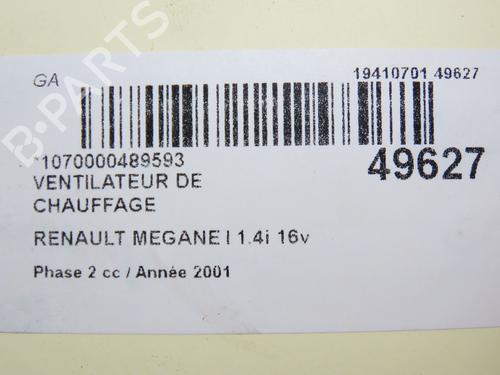 GA
19410701 49627
*1070000489593
49627
VENTILATEUR DE
CHAUFFAGE
RENAULT MEGANE I 1.4i 16v
Phase 2 cc / Année 2001
B-PARTS